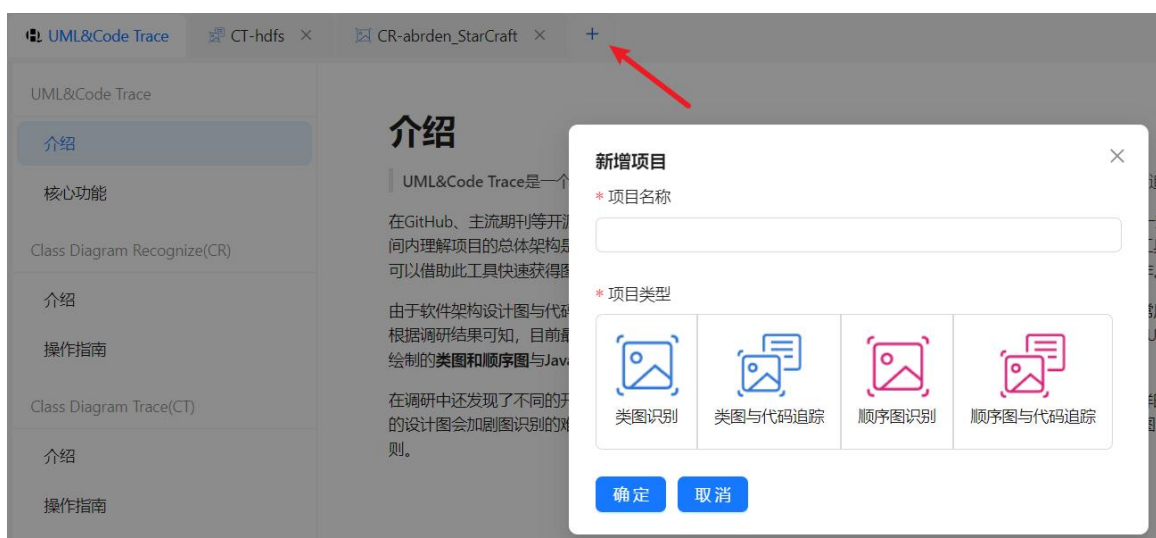 UML&Code Trace
CT-hdfs
CR-abrden_StarCraft
UML&Code Trace
介绍
核心功能
Class Diagram Recognize(CR)
介绍
操作指南
Class Diagram Trace(CT)
介绍
操作指南
介绍
UML&Code Trace是一个
在GitHub、主流期刊等开
间内理解项目的总体架构是
可以借助此工具快速获得图
由于软件架构设计图与代码
根据调研结果可知，目前最
绘制的类图和顺序图与Java
在调研中还发现了不同的开
的设计图会加剧图识别的难
则。
新增项目
* 项目名称
* 项目类型
类图识别
类图与代码追踪
顺序图识别
顺序图与代码追踪
确 定
取 消